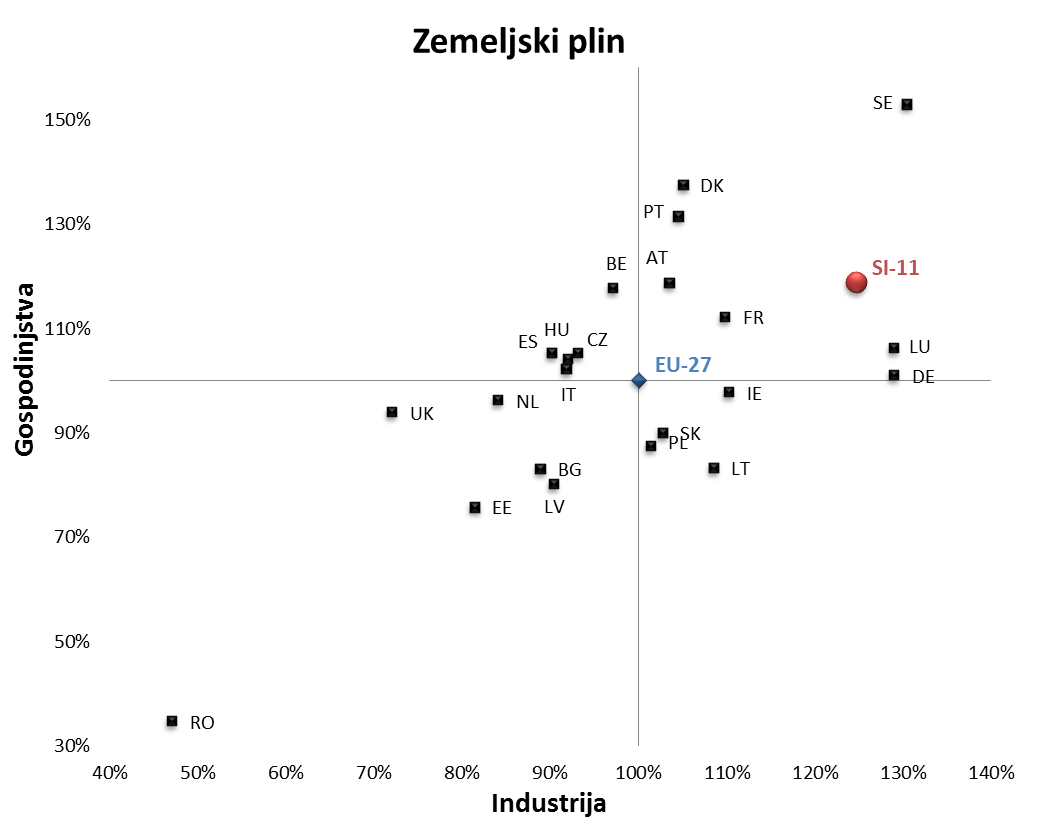 Zemeljski plin
Gospodinjstva
150%
130%
110%
90%
70%
50%
30%
SE
DK
PT
BE
AT
SI-11
FR
HU
ES
CZ
LU
EU-27
DE
IT
NL
IE
UK
SK
PL
BG
LT
EE
LV
RO
40% 50% 60% 70% 80% 90% 100% 110% 120% 130% 140%
Industrija